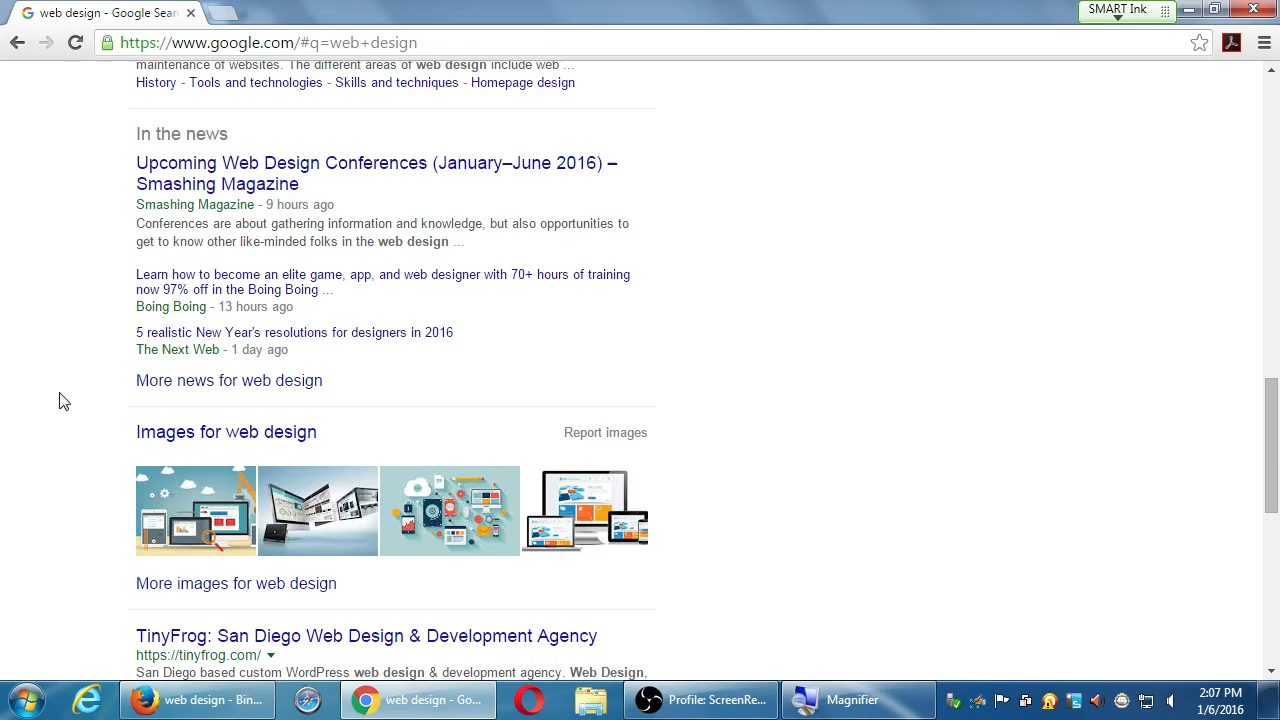 web design - Google Sear
SMART Ink
https://www.google.com/#q=web+design
maintenance of websites. The different areas of web design include web ...
History - Tools and technologies - Skills and techniques - Homepage design
In the news
Upcoming Web Design Conferences (January–June 2016) –
Smashing Magazine
Smashing Magazine - 9 hours ago
Conferences are about gathering information and knowledge, but also opportunities to
get to know other like-minded folks in the web design ...
Learn how to become an elite game, app, and web designer with 70+ hours of training
now 97% off in the Boing Boing ...
Boing Boing - 13 hours ago
5 realistic New Year's resolutions for designers in 2016
The Next Web - 1 day ago
More news for web design
Images for web design
Report images
More images for web design
TinyFrog: San Diego Web Design & Development Agency
https://tinyfrog.com/
San Diego based custom WordPress web design & development agency. Web Design,
web design - Bin...
web design - Go...
Profile: ScreenRe...
Magnifier
2:07 PM
1/6/2016